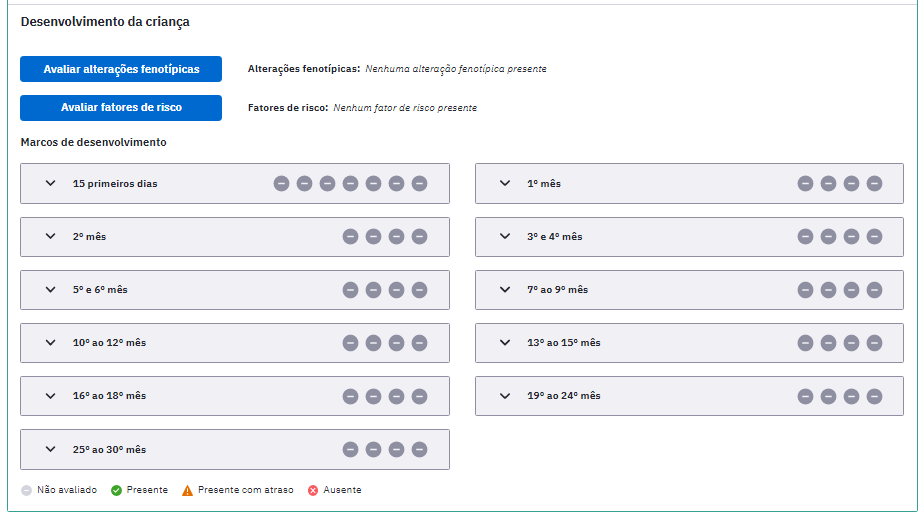 Desenvolvimento da criança
Avaliar alterações fenotípicas
Alterações fenotípicas: Nenhuma alteração fenotípica presente
Avaliar fatores de risco
Fatores de risco: Nenhum fator de risco presente
Marcos de desenvolvimento
15 primeiros dias
1º mês
2º mês
3º e 4º mês
5º e 6º mês
7º ao 9º mês
10º ao 12º mês
13º ao 15º mês
16º ao 18º mês
19º ao 24º mês
25º ao 30º mês
Não avaliado Presente Presente com atraso Ausente